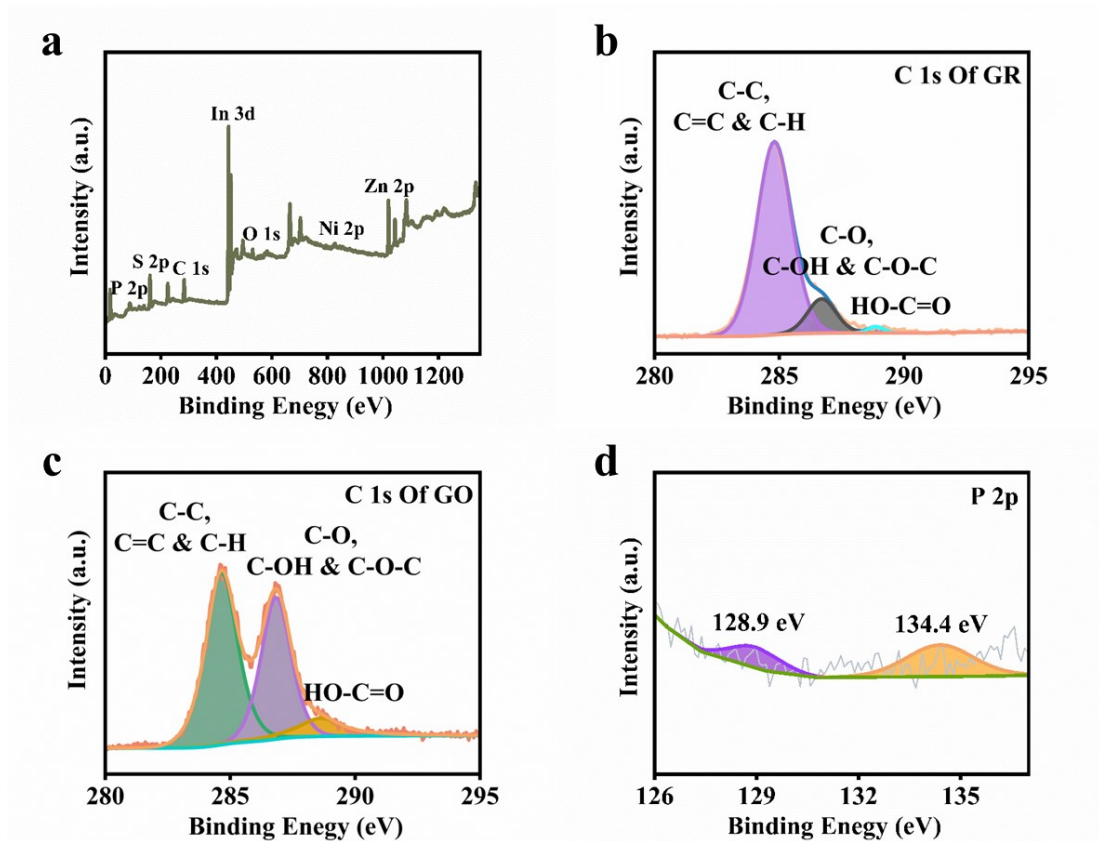 a
In 3d
Zn 2p
O 1s
Ni 2p
S 2p
C 1s
P 2p
Intensity (a.u.)
0 200 400 600 800 1000 1200
Binding Enegy (eV)
b
C 1s Of GR
C-C,
C=C & C-H
C-O,
C-OH & C-O-C
HO-C=O
Intensity (a.u.)
280 285 290 295
Binding Enegy (eV)
c
C 1s Of GO
C-C,
C=C & C-H
C-O,
C-OH & C-O-C
HO-C=O
Intensity (a.u.)
280 285 290 295
Binding Enegy (eV)
d
P 2p
128.9 eV
134.4 eV
Intensity (a.u.)
126 129 132 135
Binding Enegy (eV)